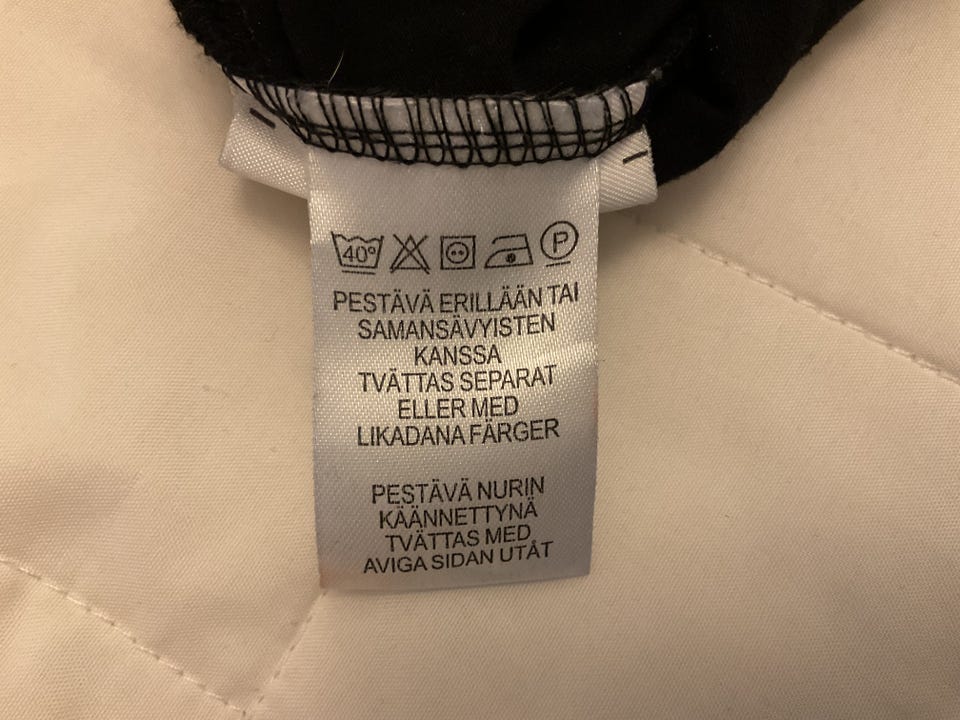 40° P
PESTÄVÄ ERILLÄÄN TAI
SAMANSÄVYISTEN
KANSSA
TVÄTTAS SEPARAT
ELLER MED
LIKADANA FÄRGER
PESTÄVÄ NURIN
KÄÄNNETTYNÄ
TVÄTTAS MED
AVIGA SIDAN UTÅT